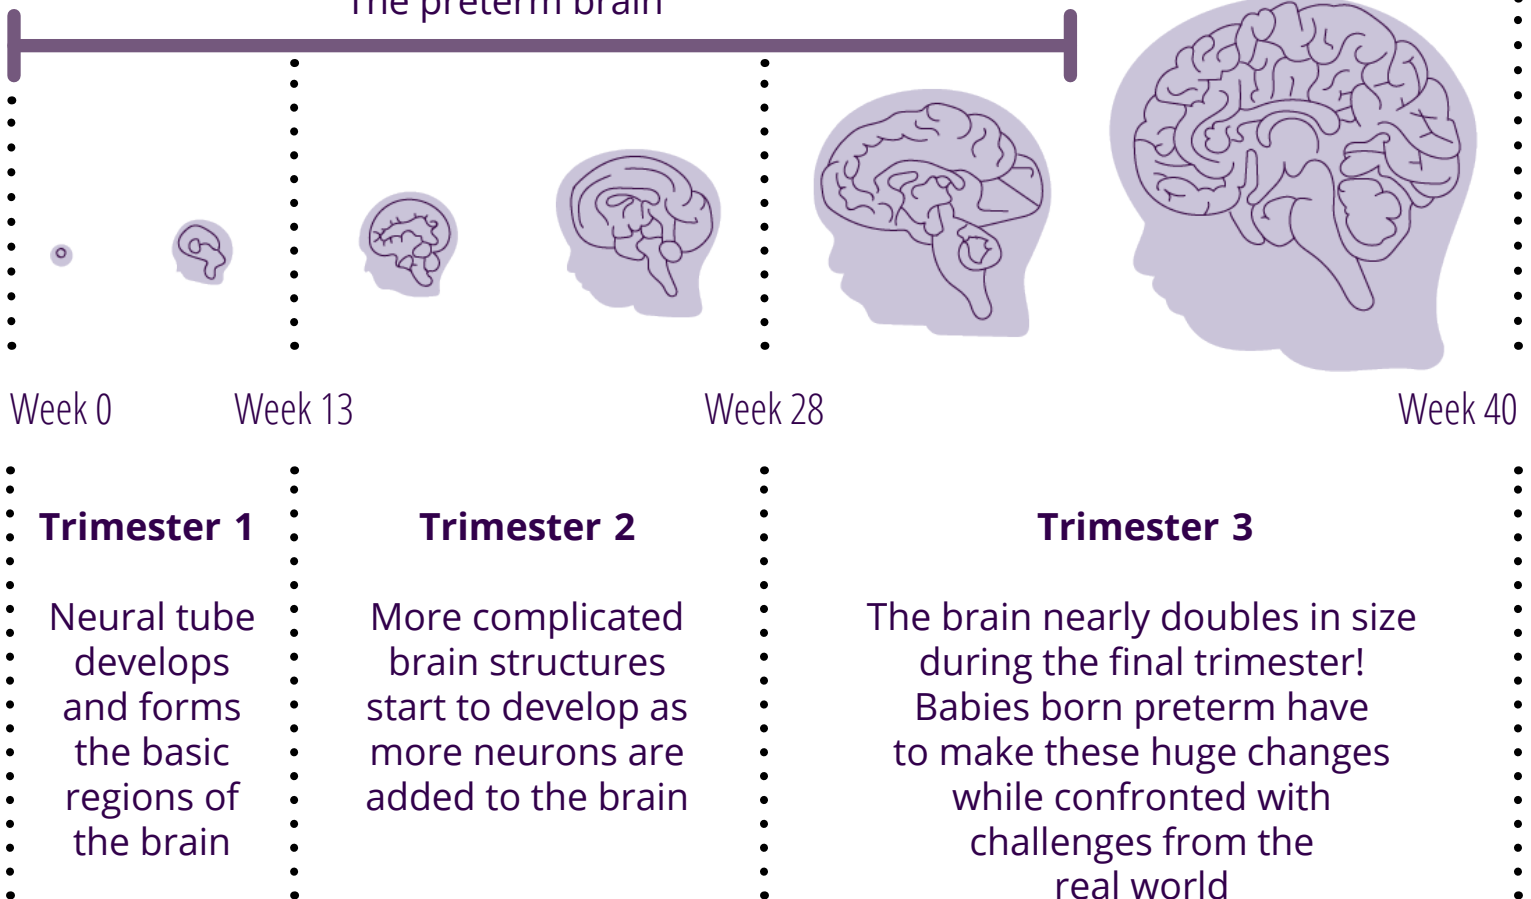 The preterm brain
Week 0
Week 13
Week 28
Week 40
Trimester 1
Neural tube
develops
and forms
the basic
regions of
the brain
Trimester 2
More complicated
brain structures
start to develop as
more neurons are
added to the brain
Trimester 3
The brain nearly doubles in size
during the final trimester!
Babies born preterm have
to make these huge changes
while confronted with
challenges from the
real world